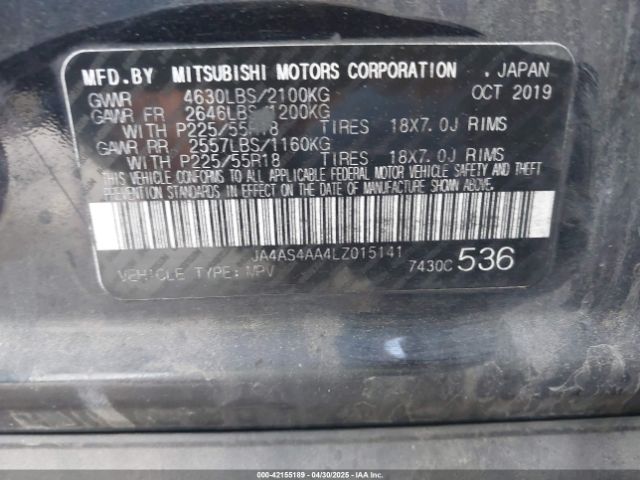 MFD.BY MITSUBISHI MOTORS CORPORATION . JAPAN
GVWR 4630LBS/2100KG OCT 2019
GAWR FR 2646LBS/1200KG
WITH P225/55R18 TIRES 18X7.0J RIMS
GAWR RR 2557LBS/1160KG
WITH P225/55R18 TIRES 18X7.0J RIMS
THIS VEHICLE CONFORMS TO ALL APPLICABLE FEDERAL MOTOR VEHICLE SAFETY AND THEFT
PREVENTION STANDARDS IN EFFECT ON THE DATE OF MANUFACTURE SHOWN ABOVE.
JA4AS4AA4LZ015141
VEHICLE TYPE: MPV 7430C 536
000-42155189 - 04/30/2025 - IAAI.COM